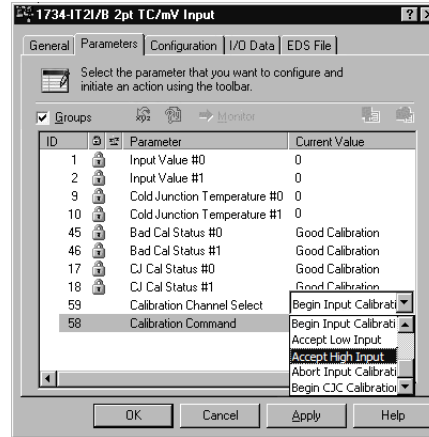 1734-IT2I/B 2pt TC/mV Input
General Parameters Configuration I/O Data EDS File
Select the parameter that you want to configure and
initiate an action using the toolbar.
Groups Monitor
ID Parameter Current Value
1 Input Value #0 0
2 Input Value #1 0
9 Cold Junction Temperature #0 0
10 Cold Junction Temperature #1 0
45 Bad Cal Status #0 Good Calibration
46 Bad Cal Status #1 Good Calibration
17 CJ Cal Status #0 Good Calibration
18 CJ Cal Status #1 Good Calibration
59 Calibration Channel Select Begin Input Calibrati
58 Calibration Command Begin Input Calibrati
Accept Low Input
Accept High Input
Abort Input Calibrati
Begin CJC Calibration
OK Cancel Apply Help